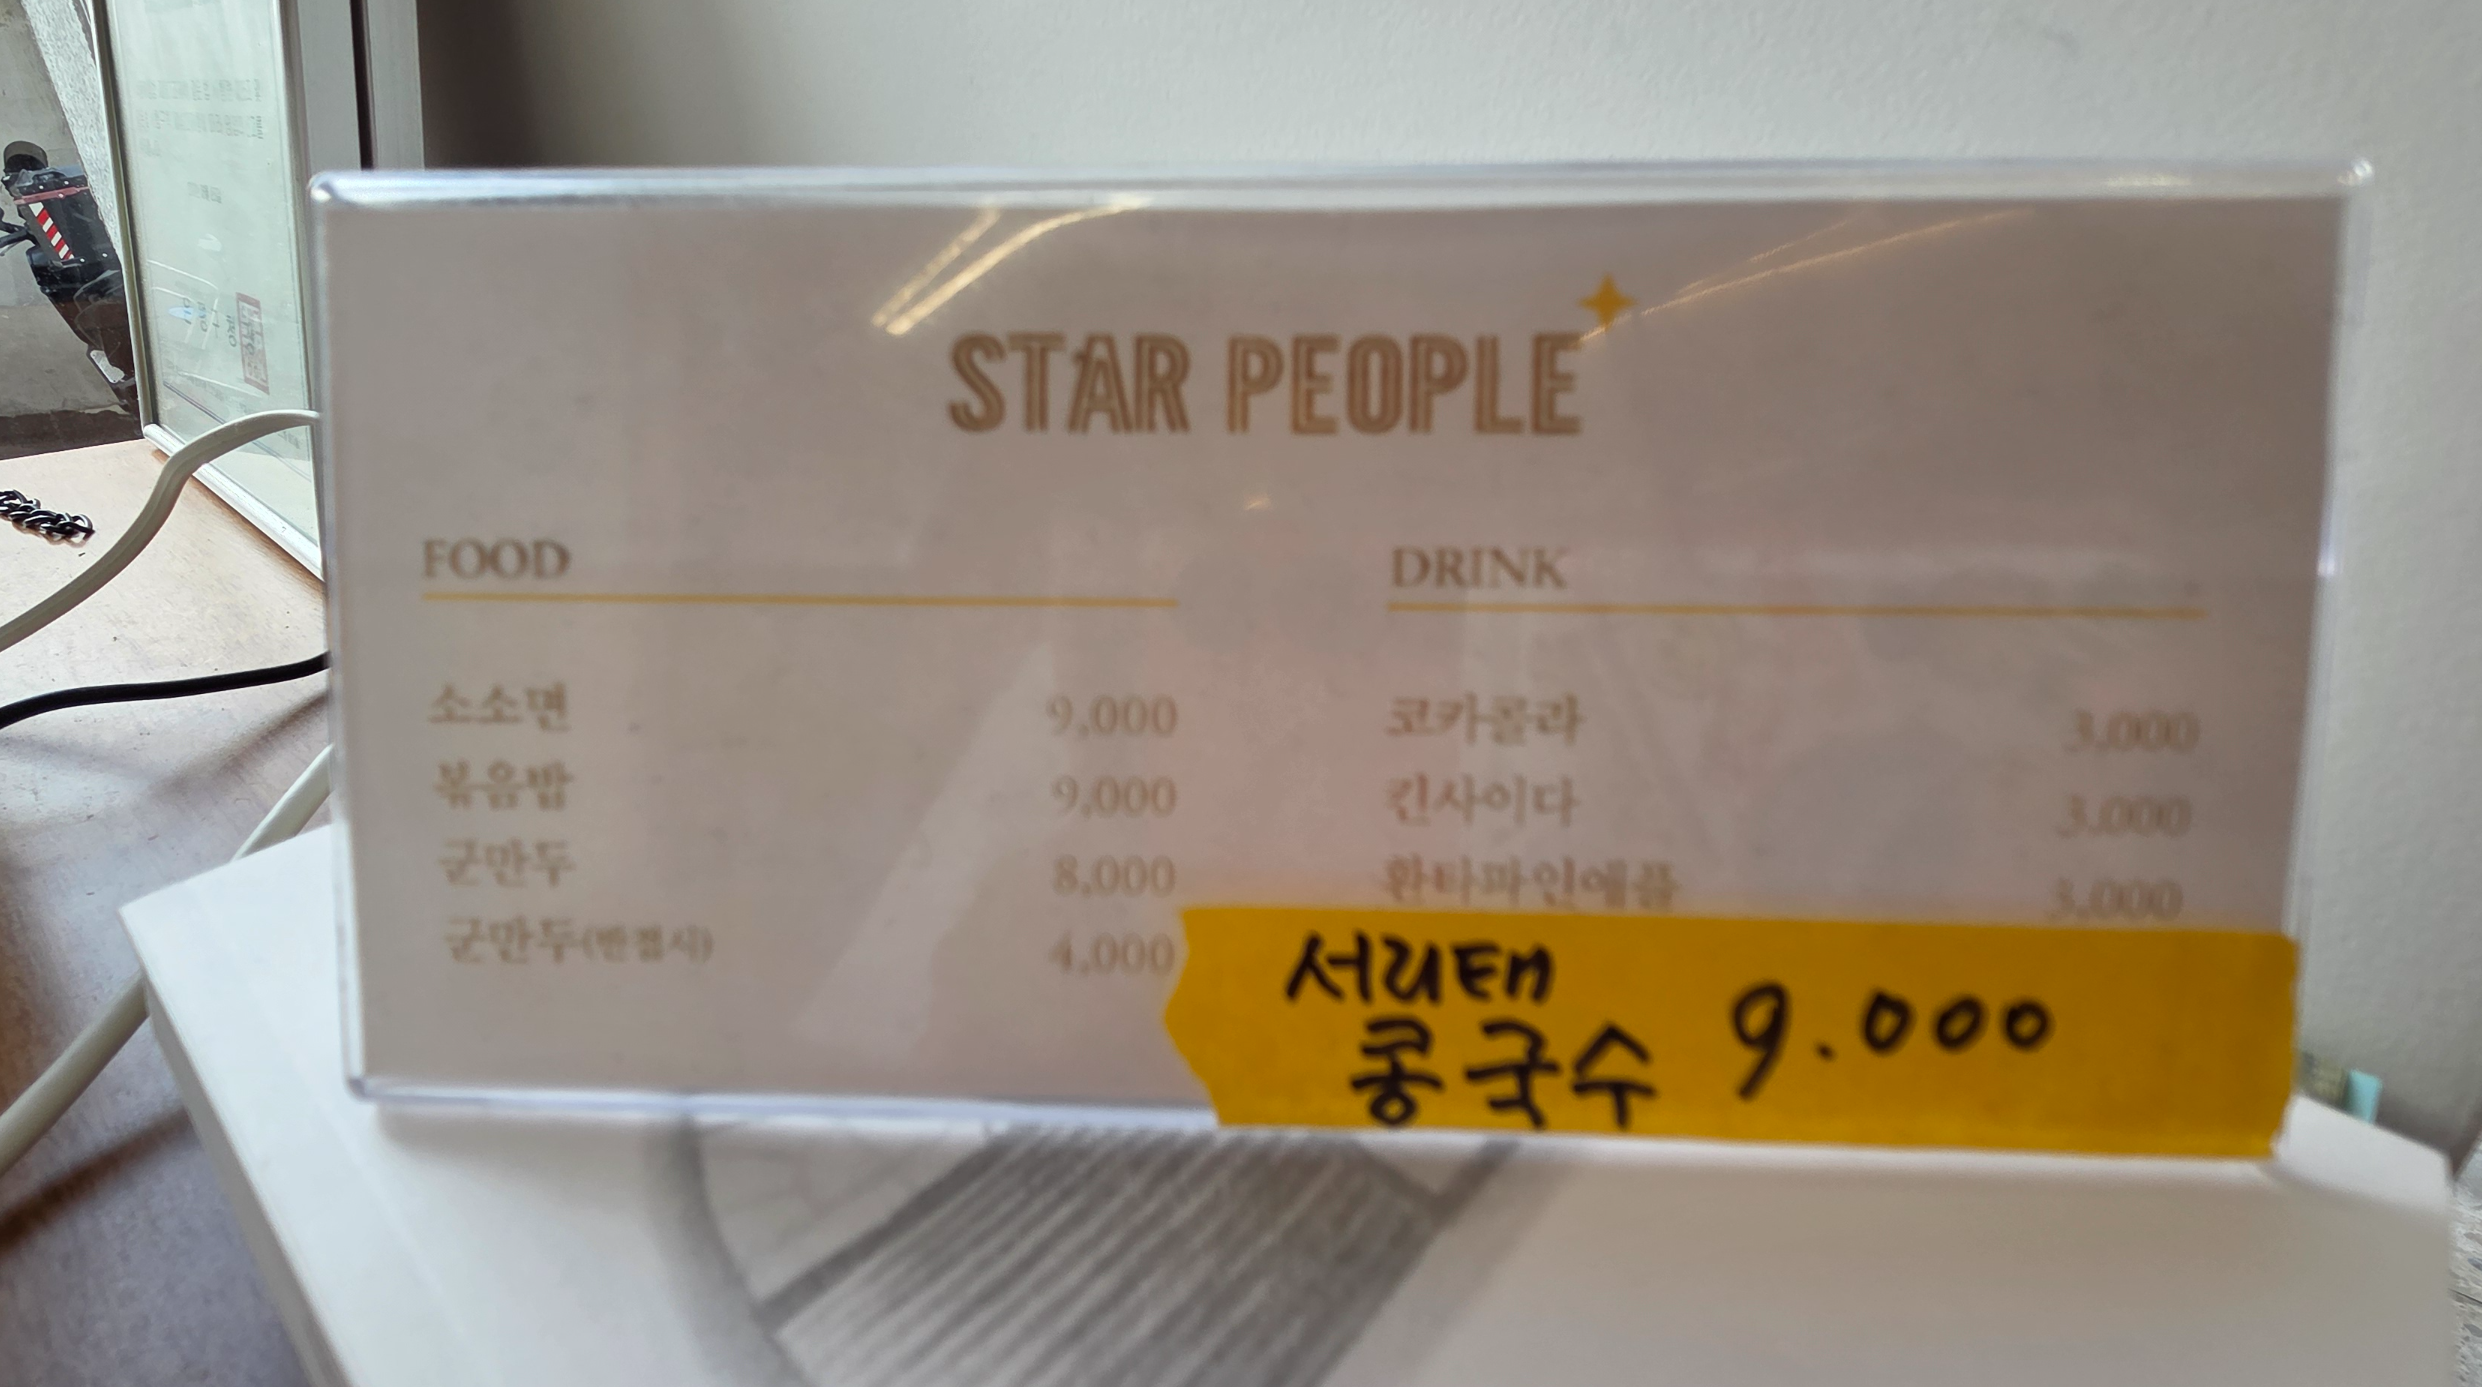 STAR PEOPLE
FOOD
소소면 9,000
볶음밥 9,000
군만두 8,000
군만두(반접시) 4,000
DRINK
코카콜라 3,000
킨사이다 3,000
환타파인애플 3,000
서리태
콩국수 9.000